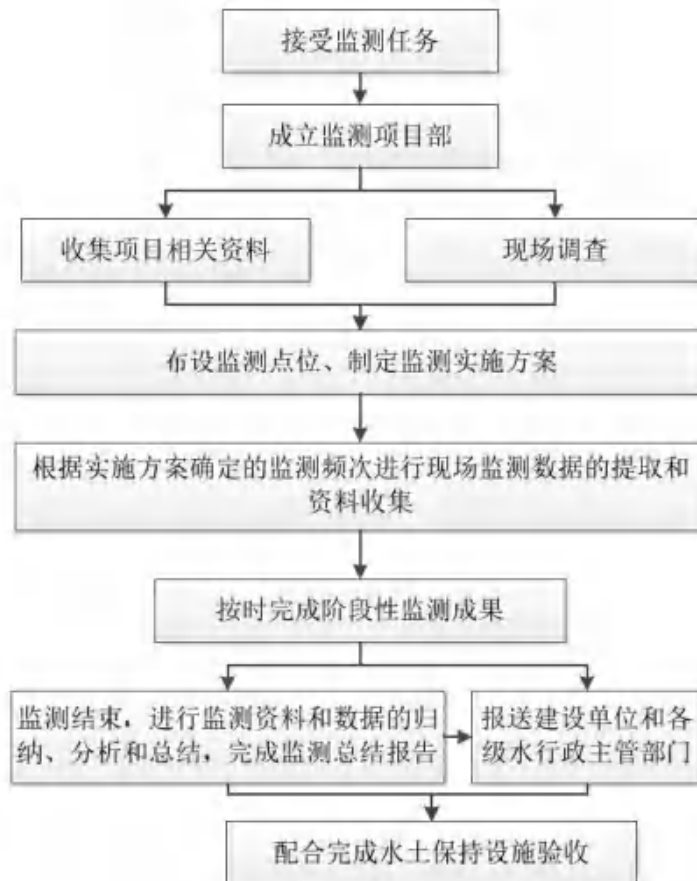 接受监测任务
成立监测项目部
收集项目相关资料
现场调查
布设监测点位、制定监测实施方案
根据实施方案确定的监测频次进行现场监测数据的提取和
资料收集
按时完成阶段性监测成果
监测结束，进行监测资料和数据的归
纳、分析和总结，完成监测总结报告
报送建设单位和各
级水行政主管部门
配合完成水土保持设施验收